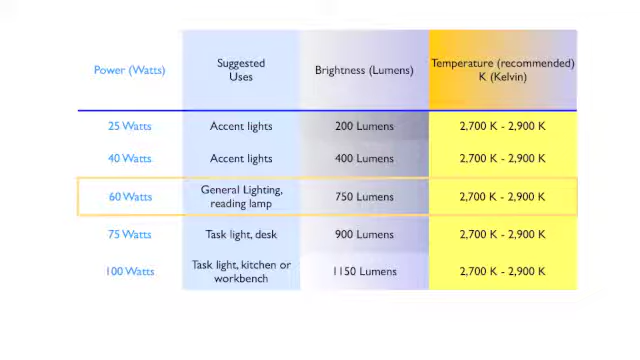 Power (Watts)
Suggested
Uses
Brightness (Lumens)
Temperature (recommended)
K (Kelvin)
25 Watts
Accent lights
200 Lumens
2,700 K - 2,900 K
40 Watts
Accent lights
400 Lumens
2,700 K - 2,900 K
60 Watts
General Lighting,
reading lamp
750 Lumens
2,700 K - 2,900 K
75 Watts
Task light, desk
900 Lumens
2,700 K - 2,900 K
100 Watts
Task light, kitchen or
workbench
1150 Lumens
2,700 K - 2,900 K